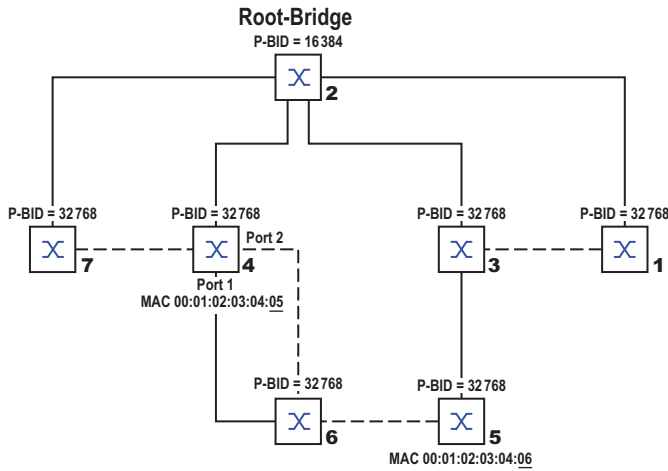 Root-Bridge
P-BID = 16384
2
P-BID = 32768
P-BID = 32768
P-BID = 32768
P-BID = 32768
7
Port 2
4
3
1
Port 1
MAC 00:01:02:03:04:05
P-BID = 32768
P-BID = 32768
6
5
MAC 00:01:02:03:04:06